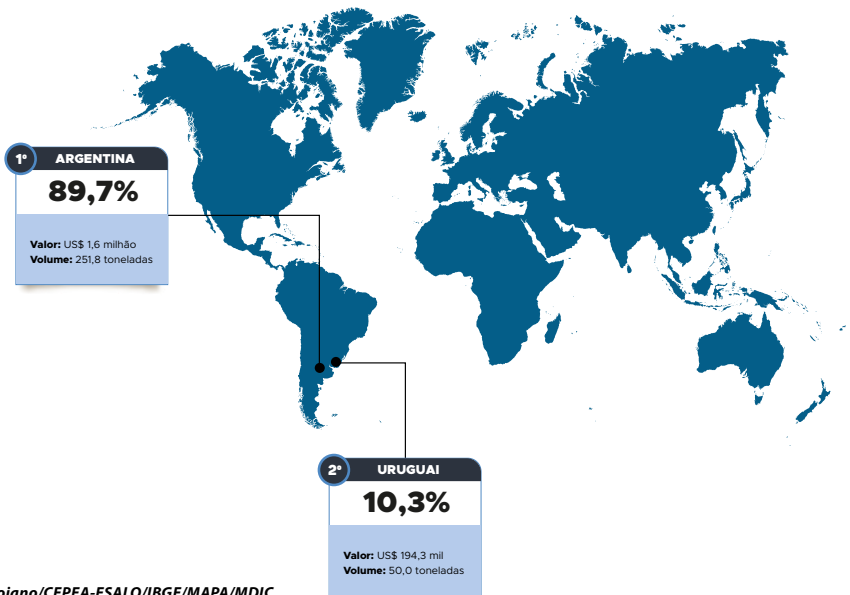 1º ARGENTINA
89,7%
Valor: US$ 1,6 milhão
Volume: 251,8 toneladas
2º URUGUAI
10,3%
Valor: US$ 194,3 mil
Volume: 50,0 toneladas
/CEPEA-ESALQ/IBGE/MAPA/MDIC